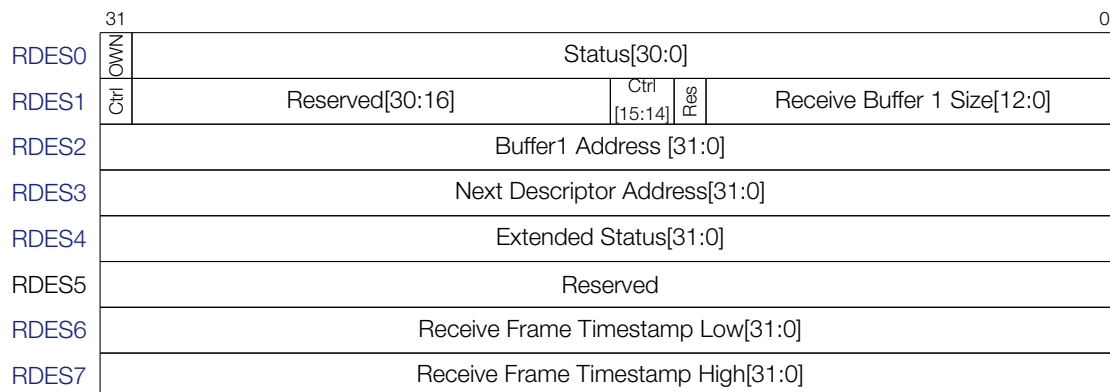 31 0
RDES0 OWN Status[30:0]
RDES1 Ctrl Reserved[30:16] Ctrl [15:14] Res Receive Buffer 1 Size[12:0]
RDES2 Buffer1 Address [31:0]
RDES3 Next Descriptor Address[31:0]
RDES4 Extended Status[31:0]
RDES5 Reserved
RDES6 Receive Frame Timestamp Low[31:0]
RDES7 Receive Frame Timestamp High[31:0]